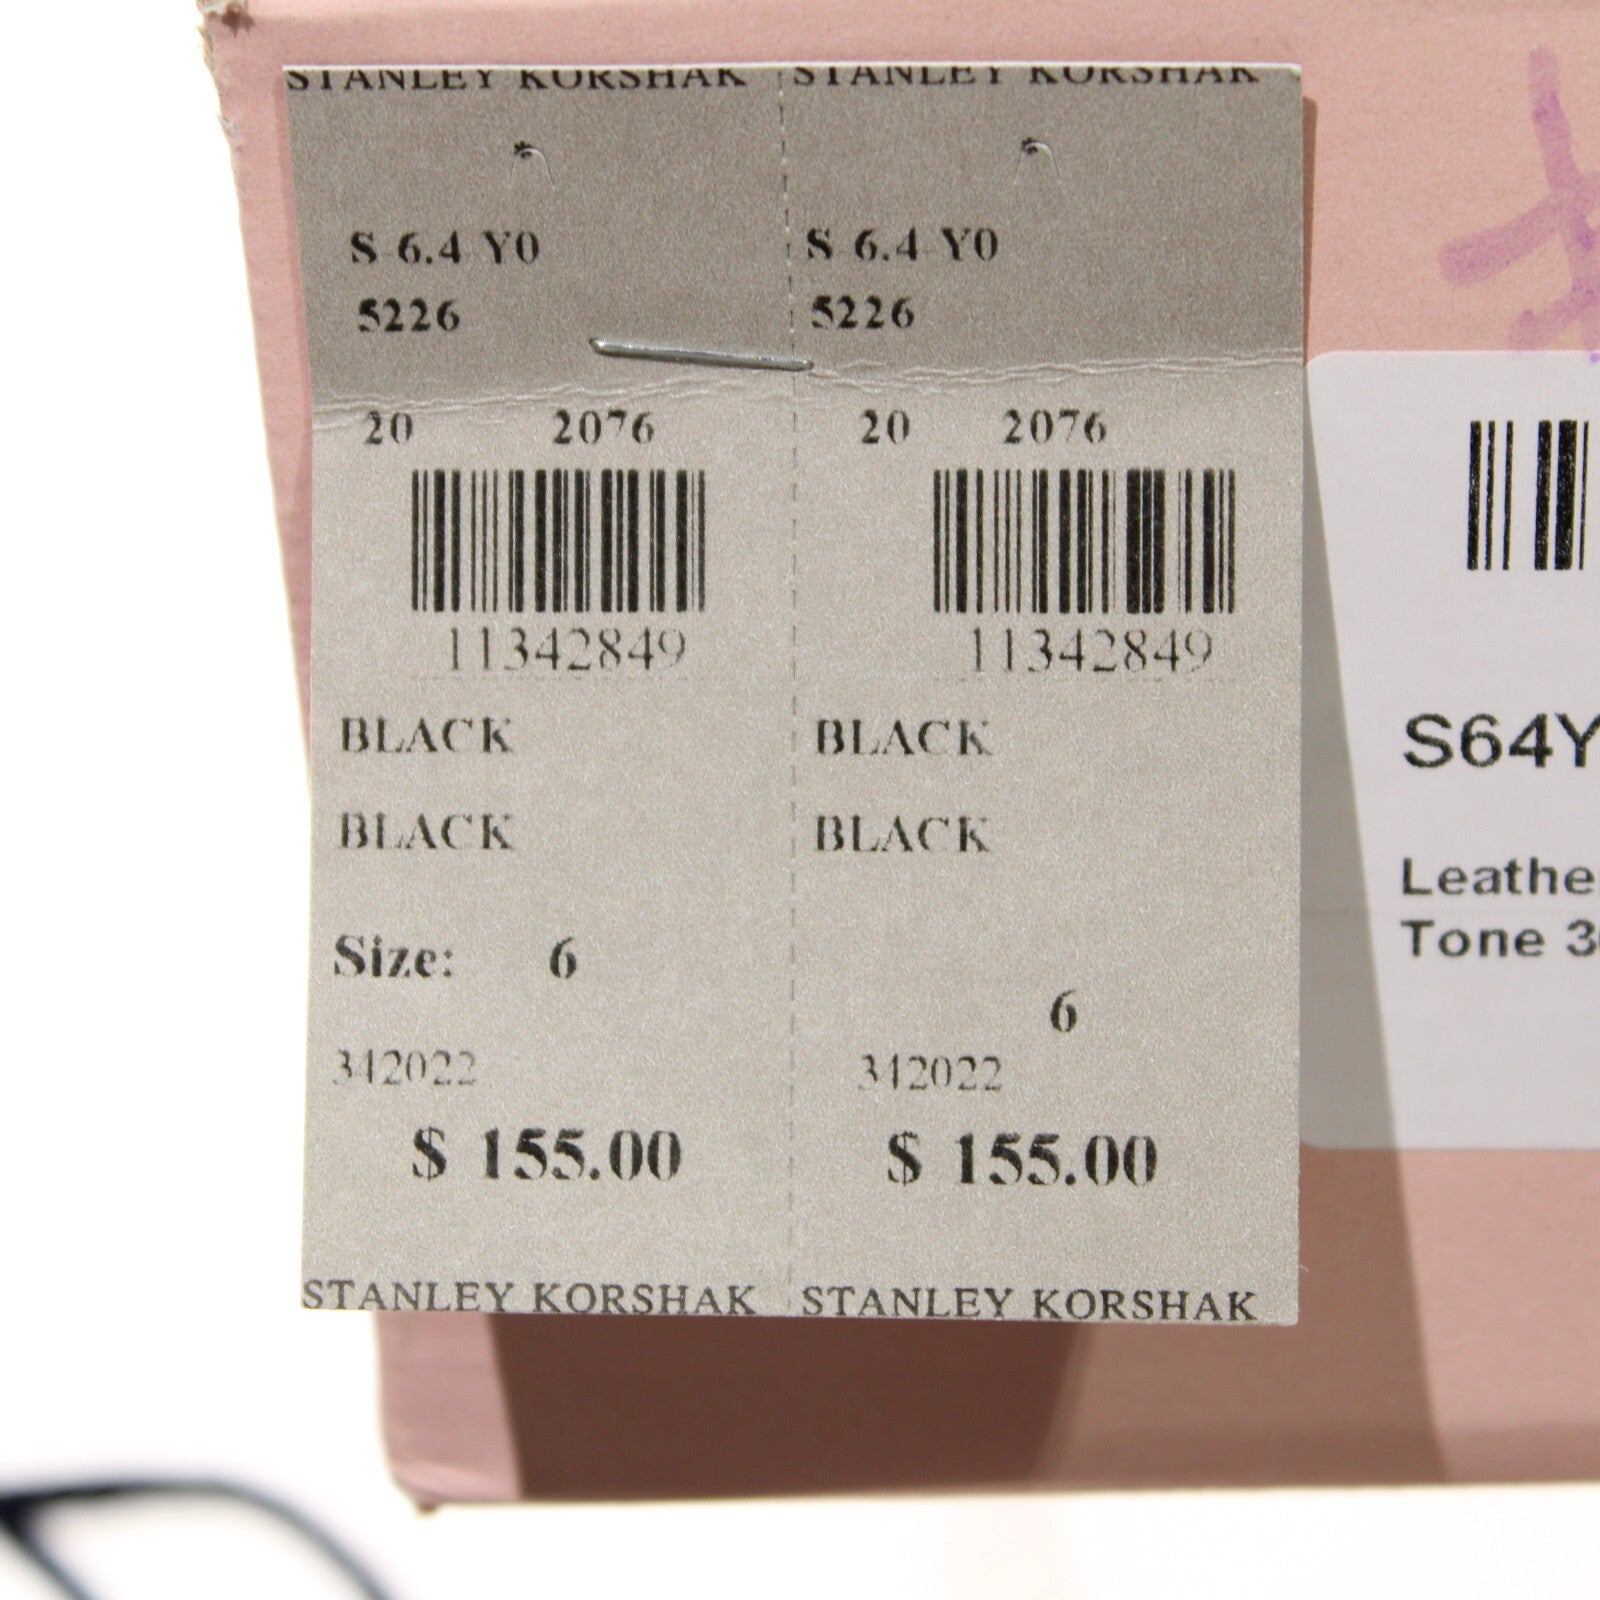 STANLEY KORSHAK STANLEY KORSHAK
S 6.4 Y0
5226
20 2076
11342849
BLACK
BLACK
Size: 6
342022
$ 155.00
STANLEY KORSHAK
S 6.4 Y0
5226
20 2076
11342849
BLACK
BLACK
6
342022
$ 155.00
STANLEY KORSHAK
S64Y
Leathe
Tone 3